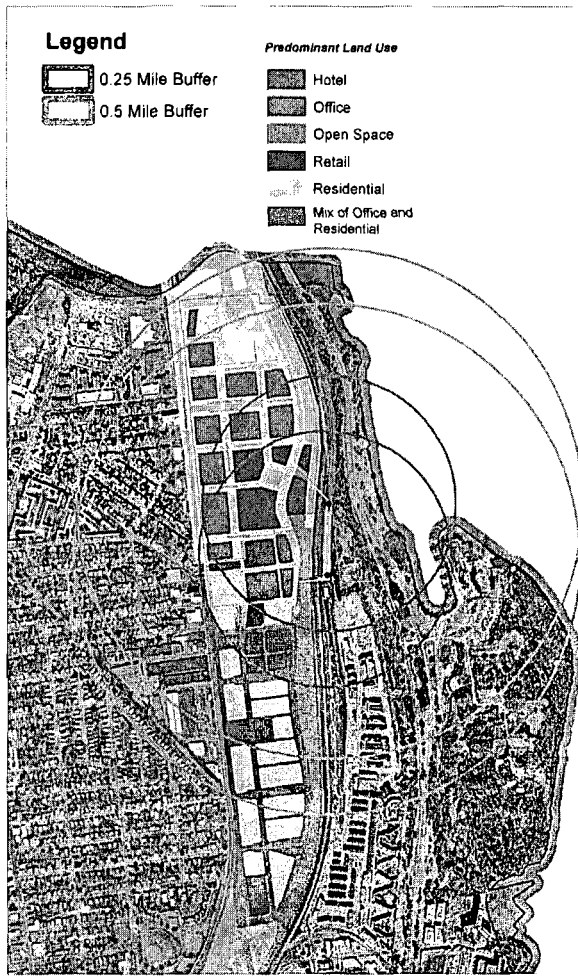 Legend
0.25 Mile Buffer
0.5 Mile Buffer
Predominant Land Use
Hotel
Office
Open Space
Retail
Residential
Mix of Office and
Residential